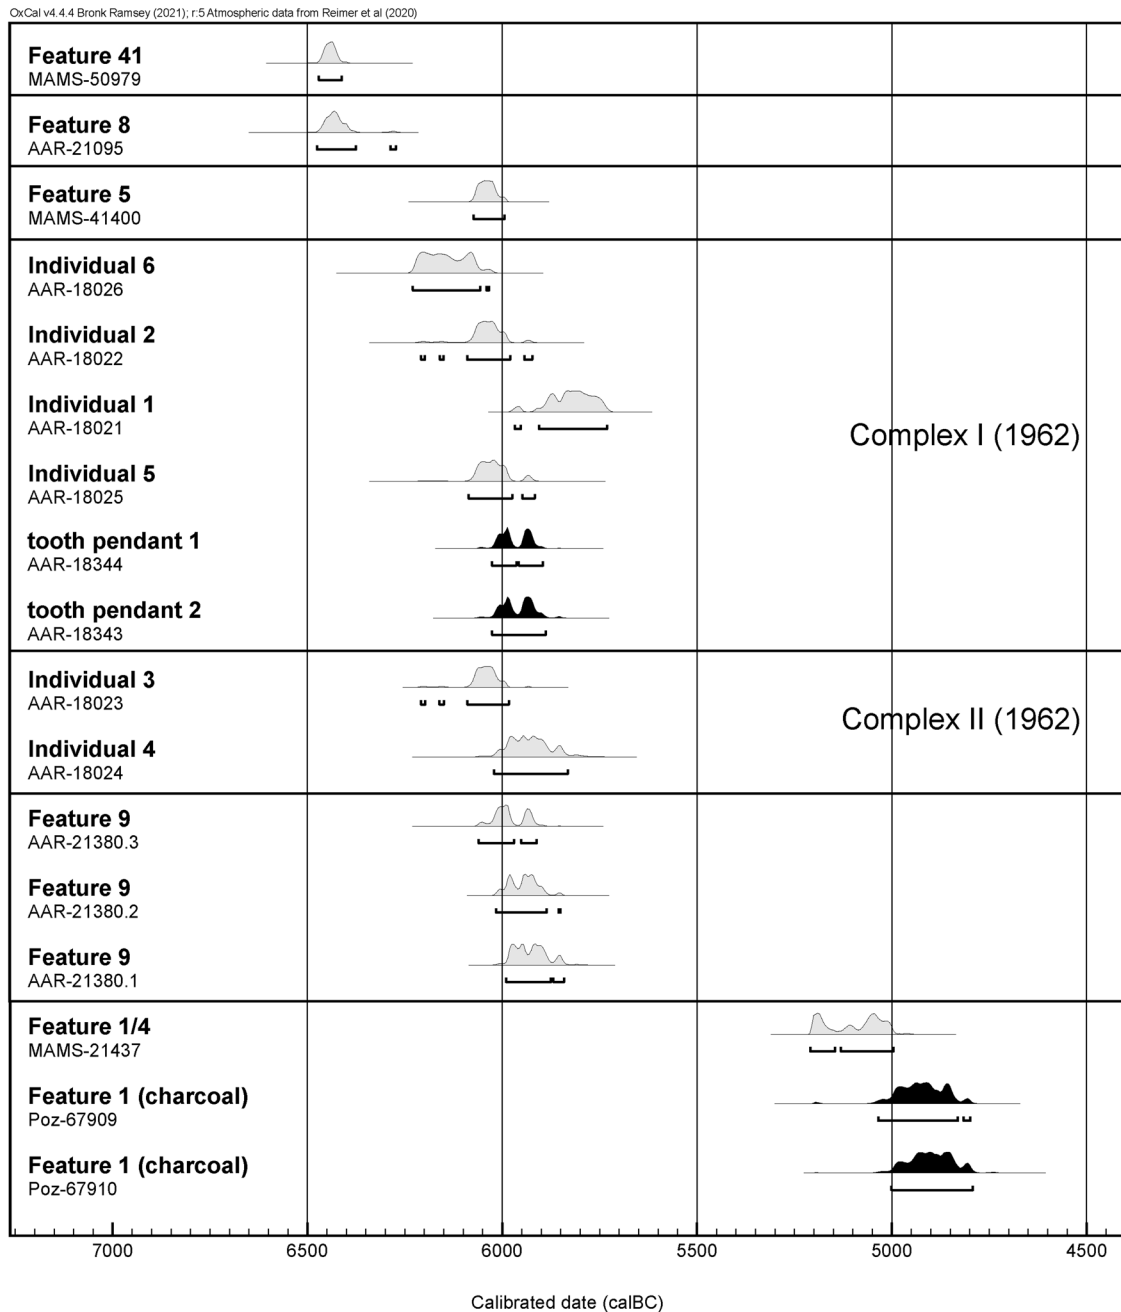 OxCal v4.4.4 Bronk Ramsey (2021); r:5 Atmospheric data from Reimer et al (2020)
Feature 41
MAMS-50979
Feature 8
AAR-21095
Feature 5
MAMS-41400
Individual 6
AAR-18026
Individual 2
AAR-18022
Individual 1
AAR-18021
Complex I (1962)
Individual 5
AAR-18025
tooth pendant 1
AAR-18344
tooth pendant 2
AAR-18343
Individual 3
AAR-18023
Complex II (1962)
Individual 4
AAR-18024
Feature 9
AAR-21380.3
Feature 9
AAR-21380.2
Feature 9
AAR-21380.1
Feature 1/4
MAMS-21437
Feature 1 (charcoal)
Poz-67909
Feature 1 (charcoal)
Poz-67910
7000 6500 6000 5500 5000 4500
Calibrated date (calBC)